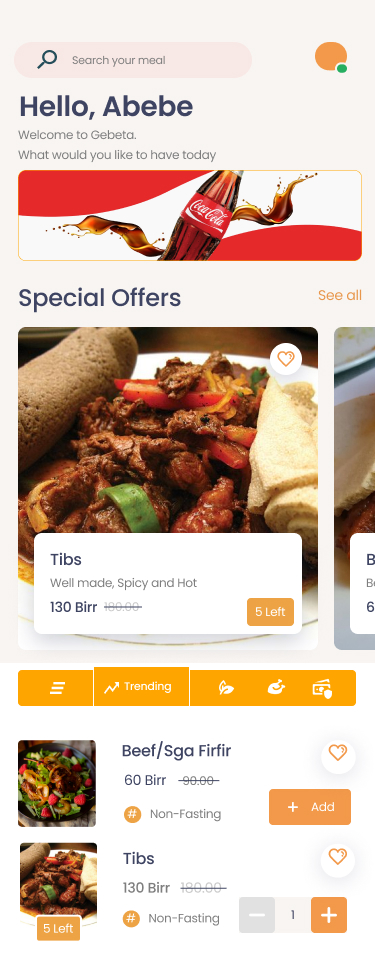 Search your meal
Hello, Abebe
Welcome to Gebeta.
What would you like to have today
Coca-Cola
Special Offers
See all
Tibs
Well made, Spicy and Hot
130 Birr 180.00
5 Left
B
Be
6
Trending
Beef/Sga Firfir
60 Birr 90.00
# Non-Fasting
+ Add
Tibs
130 Birr 180.00
# Non-Fasting
5 Left
1 +